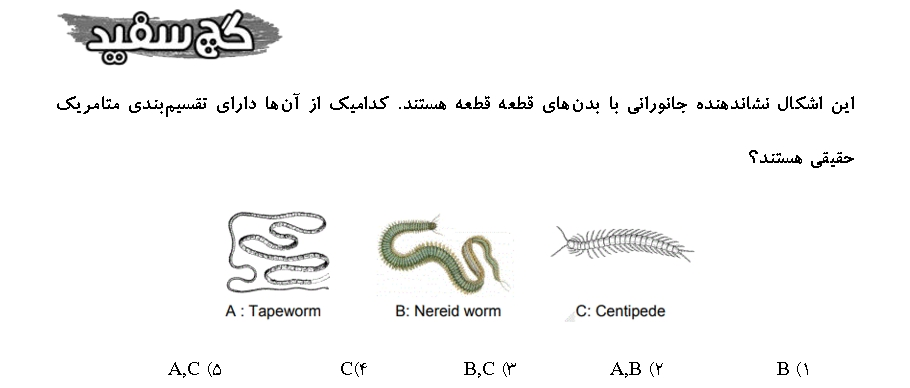 گچ سفید
این اشکال نشاندهنده جانورانی با بدن‌های قطعه قطعه هستند. کدامیک از آن‌ها دارای تقسیم‌بندی متامریک
حقیقی هستند؟
A : Tapeworm B: Nereid worm C: Centipede
۱) B ۲) A,B ۳) B,C ۴) C ۵) A,C